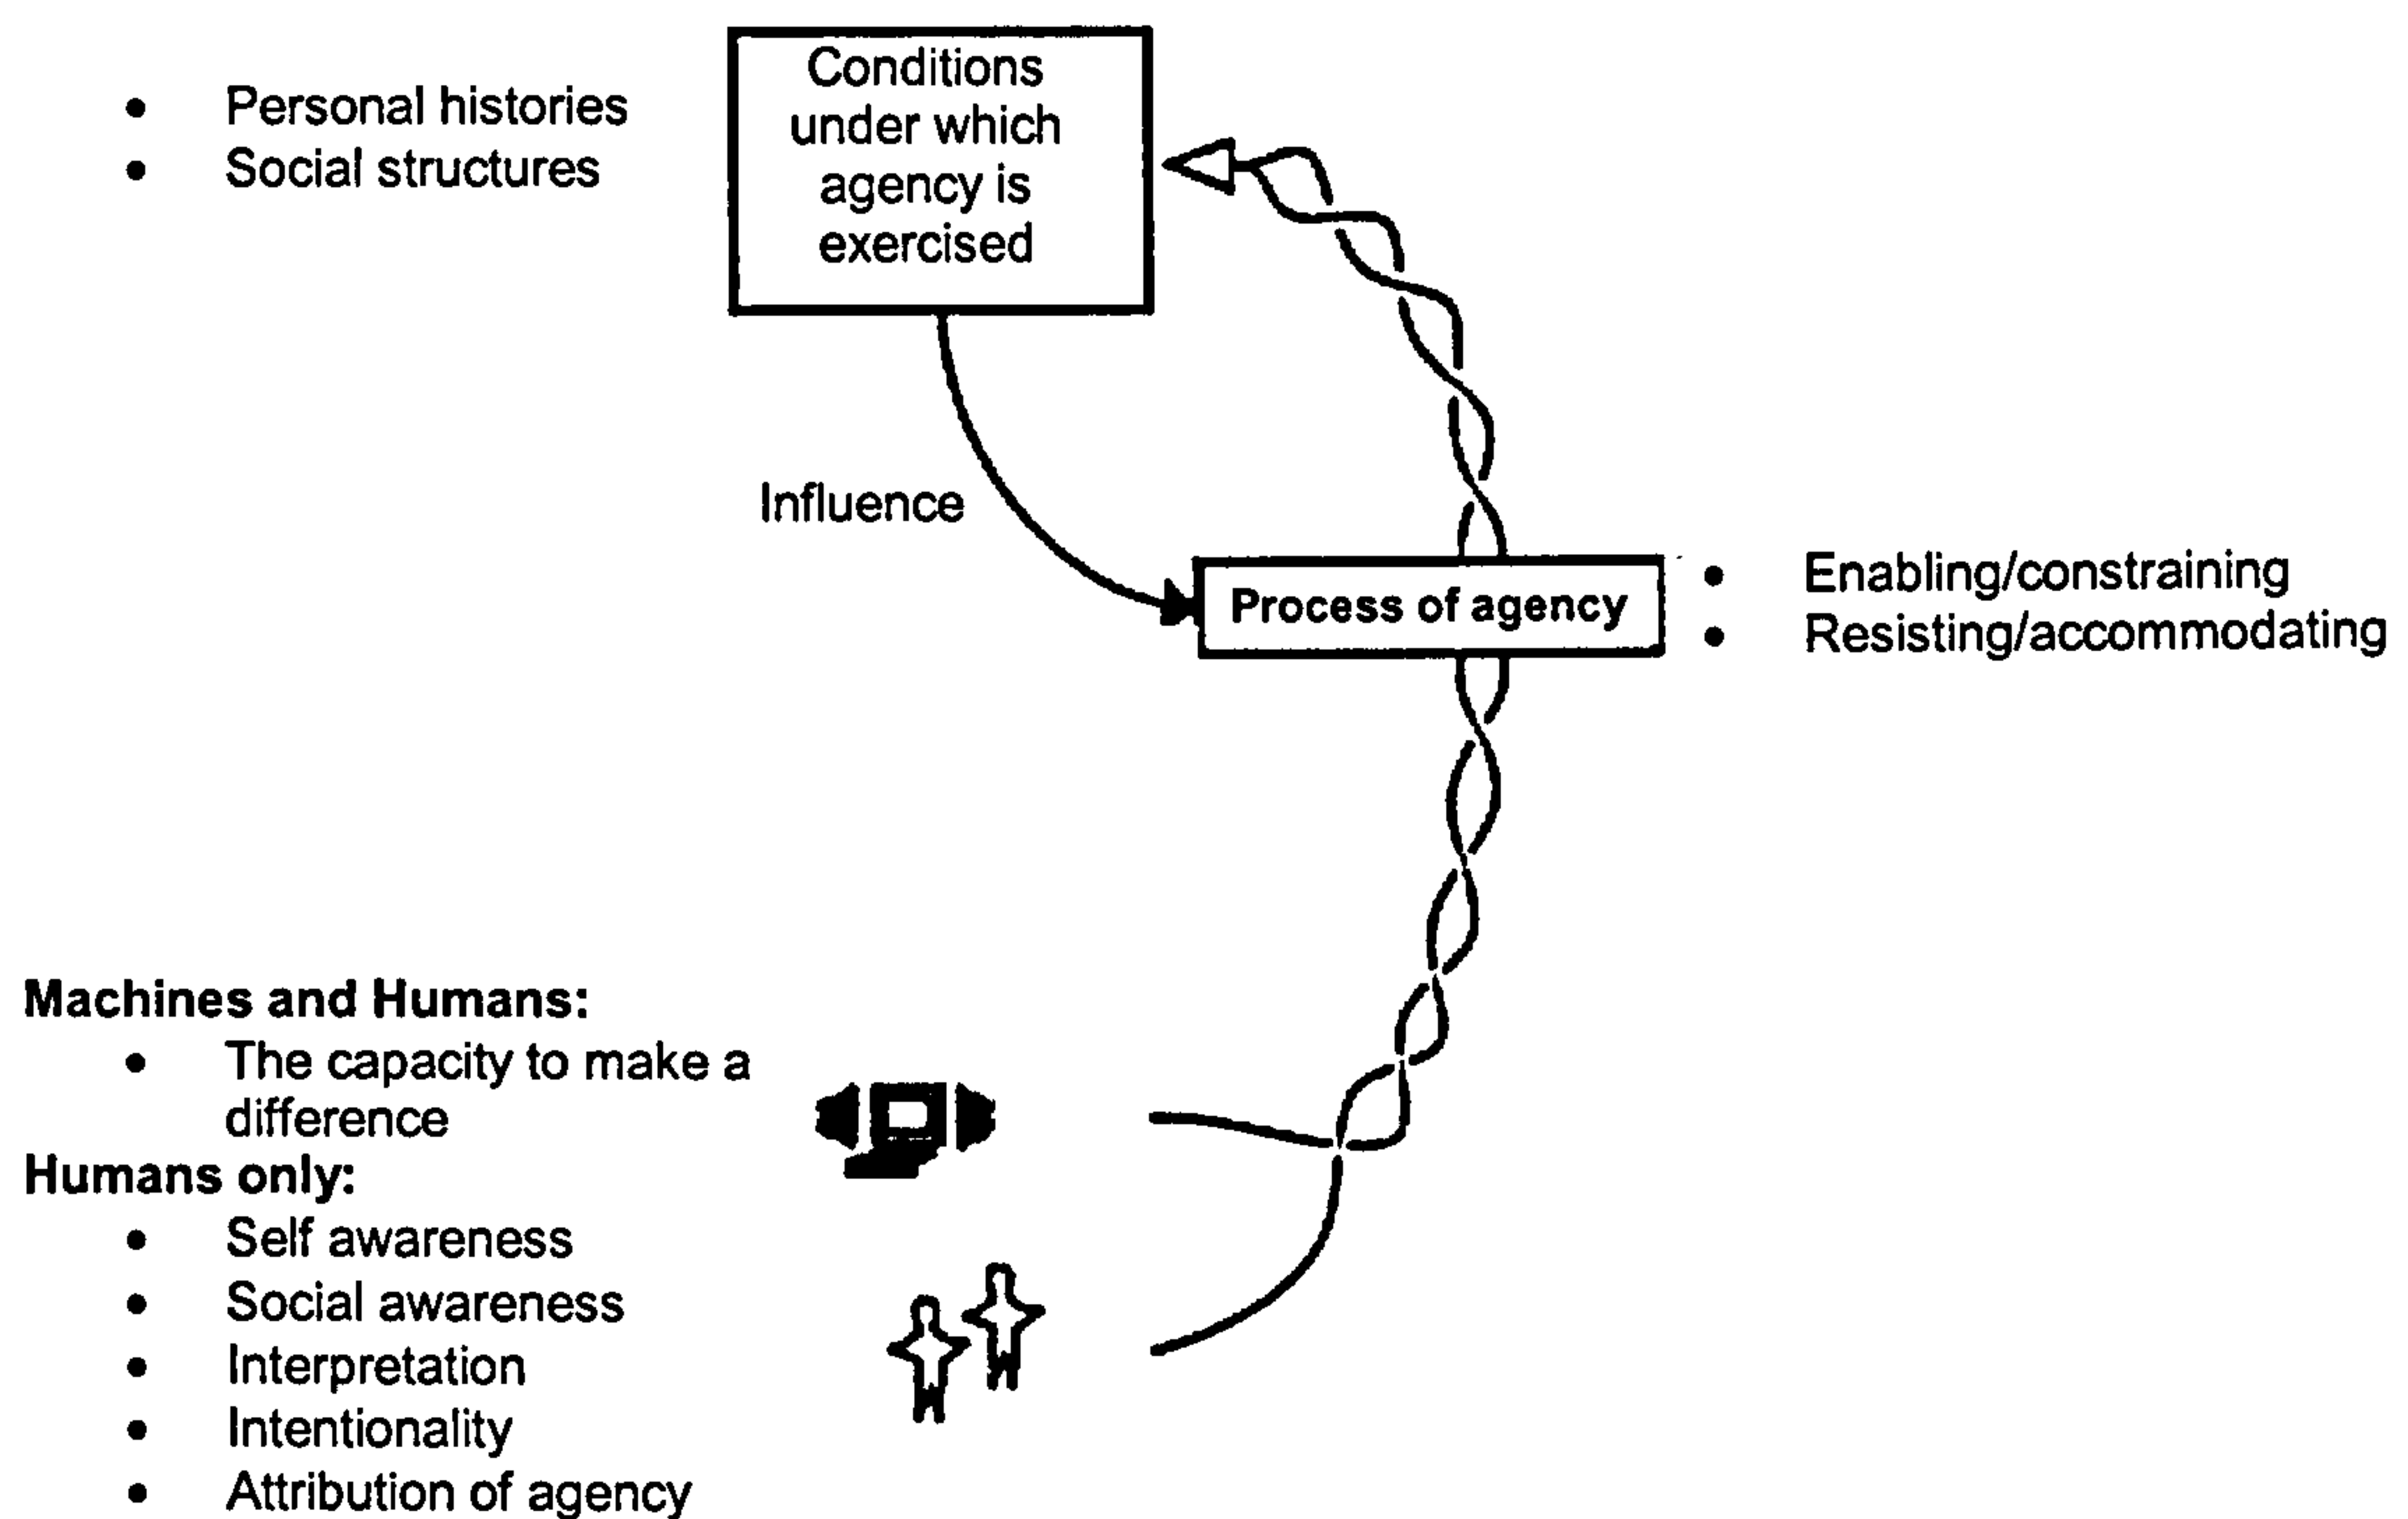 • Personal histories
• Social structures
Conditions
under which
agency is
exercised
Influence
Process of agency
• Enabling/constraining
• Resisting/accommodating
Machines and Humans:
• The capacity to make a
difference
Humans only:
• Self awareness
• Social awareness
• Interpretation
• Intentionality
• Attribution of agency